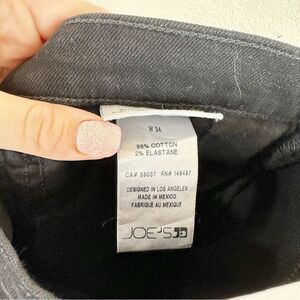 W 34
98% COTTON
2% ELASTANE
CA# 35037 RN# 149497
DESIGNED IN LOS ANGELES
MADE IN MEXICO
FABRIQUÉ AU MEXIQUE
JOE'S